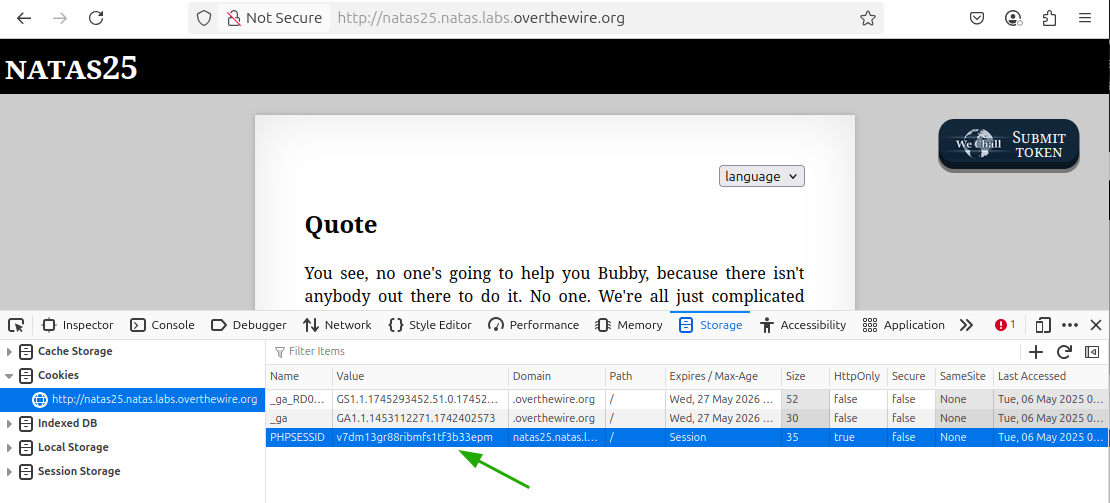 Not Secure http://natas25.natas.labs.overthewire.org
NATAS25
We Chall SUBMIT TOKEN
language
Quote
You see, no one's going to help you Bubby, because there isn't
anybody out there to do it. No one. We're all just complicated
Inspector Console Debugger Network Style Editor Performance Memory Storage Accessibility Application 1
Cache Storage
Cookies
http://natas25.natas.labs.overthewire.org
Indexed DB
Local Storage
Session Storage
Filter Items
Name Value Domain Path Expires / Max-Age Size HttpOnly Secure SameSite Last Accessed
_ga_RD0... GS1.1.1745293452.51.0.17452... .overthewire.org / Wed, 27 May 2026 ... 52 false false None Tue, 06 May 2025 0...
_ga GA1.1.1453112271.1742402573 .overthewire.org / Wed, 27 May 2026 ... 30 false false None Tue, 06 May 2025 0...
PHPSESSID v7dm13gr88ribmfs1tf3b33epm natas25.natas.l... / Session 35 true false None Tue, 06 May 2025 0...